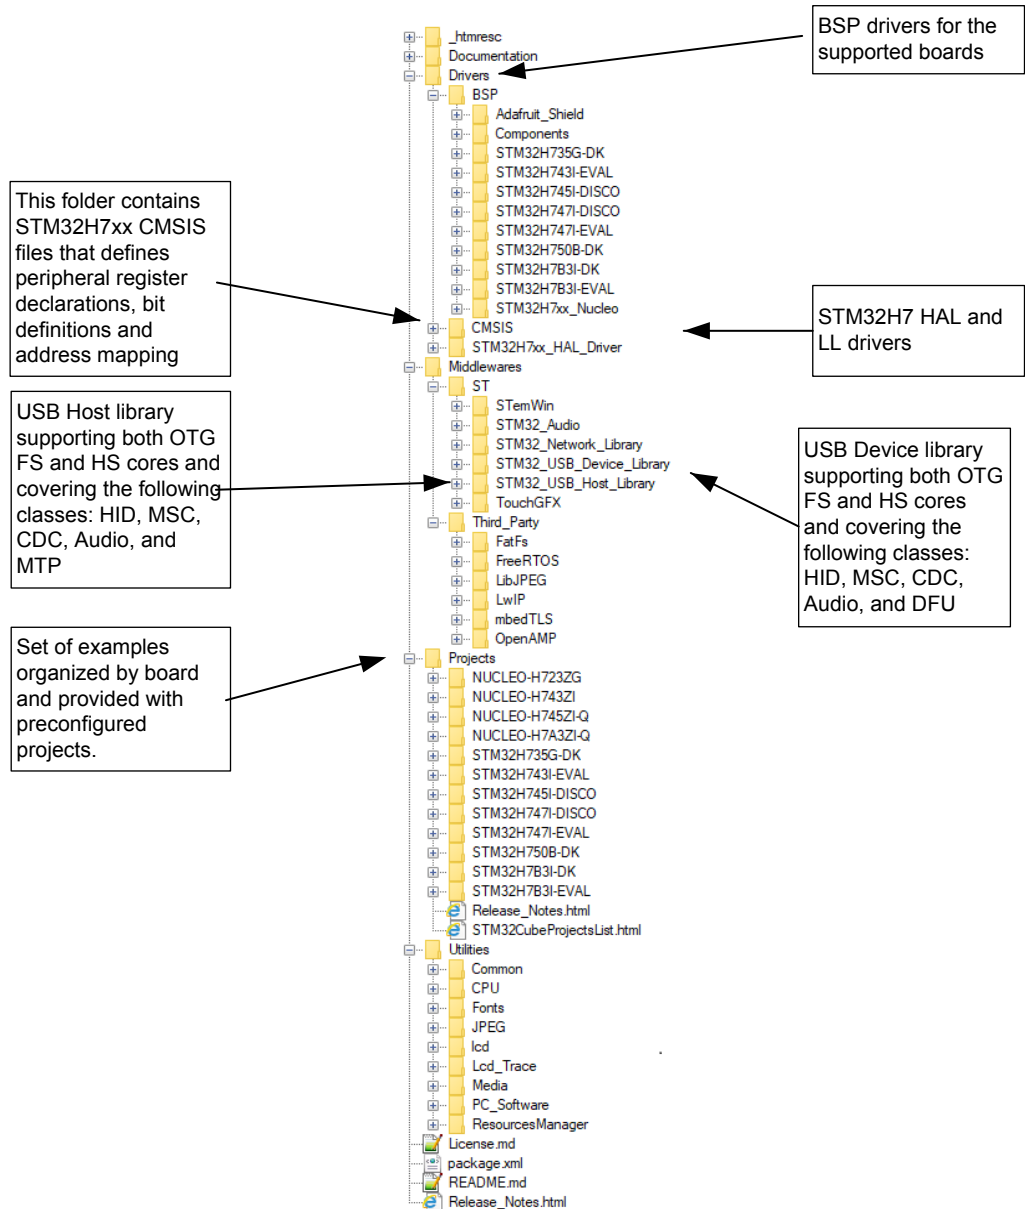 BSP drivers for the
supported boards
_htmresc
Documentation
Drivers
BSP
Adafruit_Shield
Components
STM32H735G-DK
STM32H743I-EVAL
STM32H745I-DISCO
STM32H747I-DISCO
STM32H747I-EVAL
STM32H750B-DK
STM32H7B3I-DK
STM32H7B3I-EVAL
STM32H7xx_Nucleo
CMSIS
STM32H7xx_HAL_Driver
This folder contains
STM32H7xx CMSIS
files that defines
peripheral register
declarations, bit
definitions and
address mapping
STM32H7 HAL and
LL drivers
Middlewares
ST
STemWin
STM32_Audio
STM32_Network_Library
STM32_USB_Device_Library
STM32_USB_Host_Library
TouchGFX
Third_Party
FatFs
FreeRTOS
LibJPEG
LwIP
mbedTLS
OpenAMP
USB Host library
supporting both OTG
FS and HS cores and
covering the following
classes: HID, MSC,
CDC, Audio, and
MTP
USB Device library
supporting both OTG
FS and HS cores
and covering the
following classes:
HID, MSC, CDC,
Audio, and DFU
Set of examples
organized by board
and provided with
preconfigured
projects.
Projects
NUCLEO-H723ZG
NUCLEO-H743ZI
NUCLEO-H745ZI-Q
NUCLEO-H7A3ZI-Q
STM32H735G-DK
STM32H743I-EVAL
STM32H745I-DISCO
STM32H747I-DISCO
STM32H747I-EVAL
STM32H750B-DK
STM32H7B3I-DK
STM32H7B3I-EVAL
Release_Notes.html
STM32CubeProjectsList.html
Utilities
Common
CPU
Fonts
JPEG
lcd
Lcd_Trace
Media
PC_Software
ResourcesManager
License.md
package.xml
README.md
Release_Notes.html